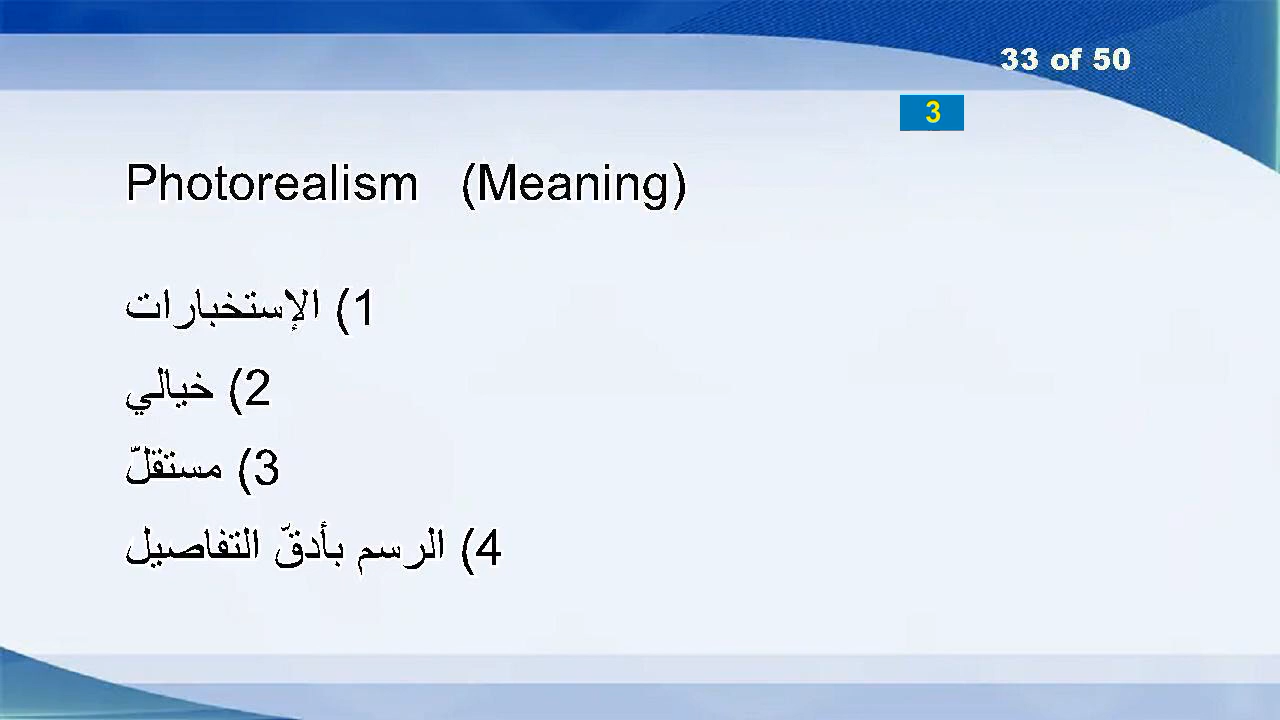 33 of 50
3
Photorealism (Meaning)
1) الإستخبارات
2) خيالي
3) مستقلّ
4) الرسم بأدقّ التفاصيل